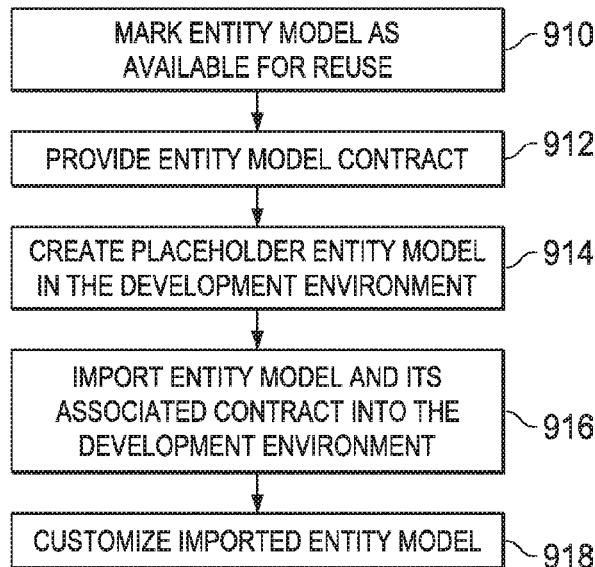 MARK ENTITY MODEL AS
AVAILABLE FOR REUSE
910
PROVIDE ENTITY MODEL CONTRACT
912
CREATE PLACEHOLDER ENTITY MODEL
IN THE DEVELOPMENT ENVIRONMENT
914
IMPORT ENTITY MODEL AND ITS
ASSOCIATED CONTRACT INTO THE
DEVELOPMENT ENVIRONMENT
916
CUSTOMIZE IMPORTED ENTITY MODEL
918